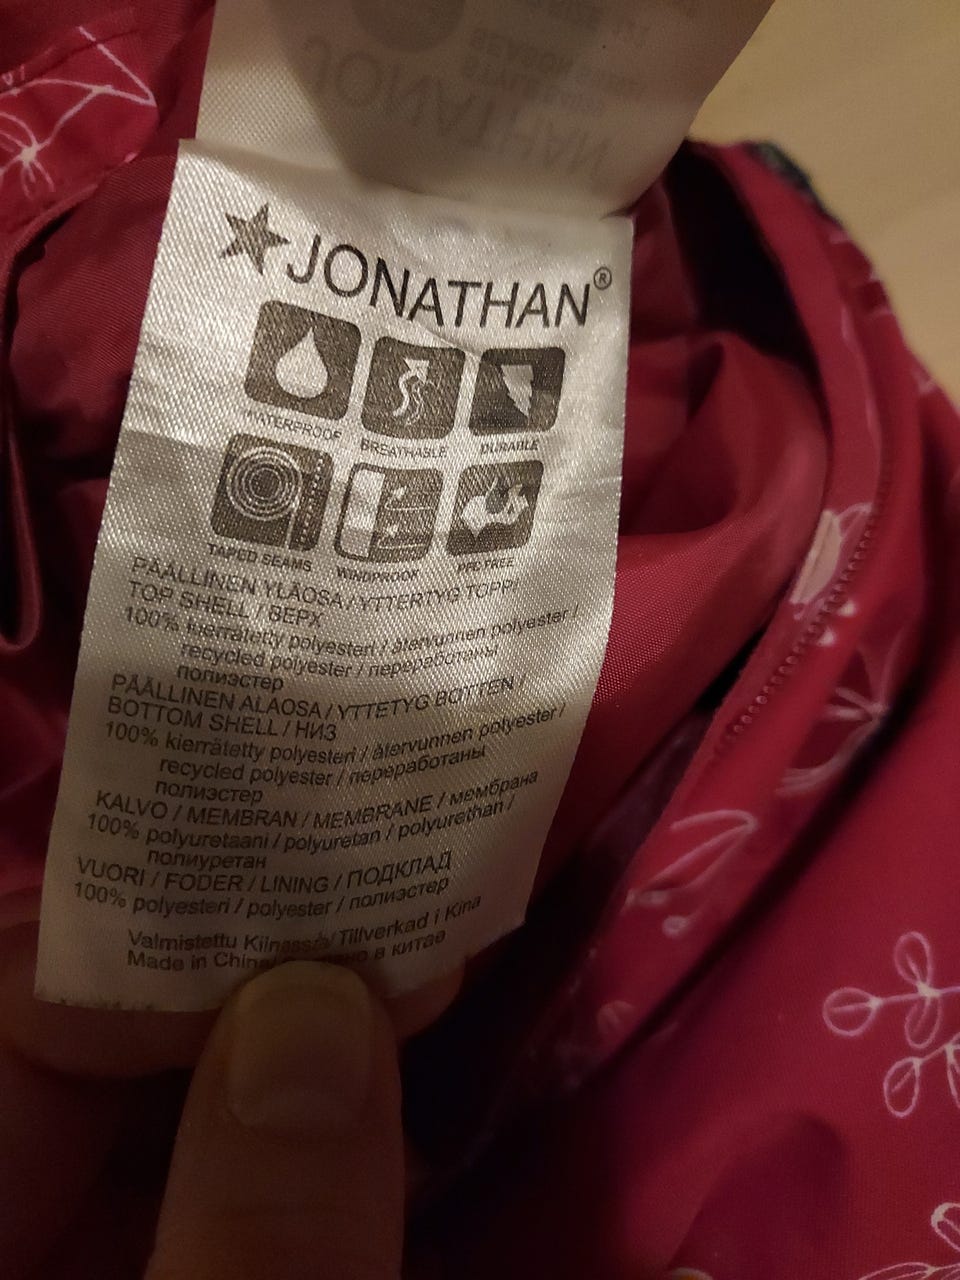 JONATHAN
JONATHAN®
WATERPROOF
BREATHABLE
DURABLE
TAPED SEAMS
WINDPROOF
PFC FREE
PÄÄLLINEN YLÄOSA / YTTERTYG TOPP /
TOP SHELL / ВЕРХ
100% kierrätetty polyesteri / återvunnen polyester /
recycled polyester / переработаны
полиэстер
PÄÄLLINEN ALAOSA / YTTETYG BOTTEN /
BOTTOM SHELL / НИЗ
100% kierrätetty polyesteri / återvunnen polyester /
recycled polyester / переработаны
полиэстер
KALVO / MEMBRAN / MEMBRANE / мембрана
100% polyuretaani / polyuretan / polyurethan /
полиуретан
VUORI / FODER / LINING / ПОДКЛАД
100% polyesteri / polyester / полиэстер
Valmistettu Kiinassa / Tillverkad i Kina
Made in China в китае